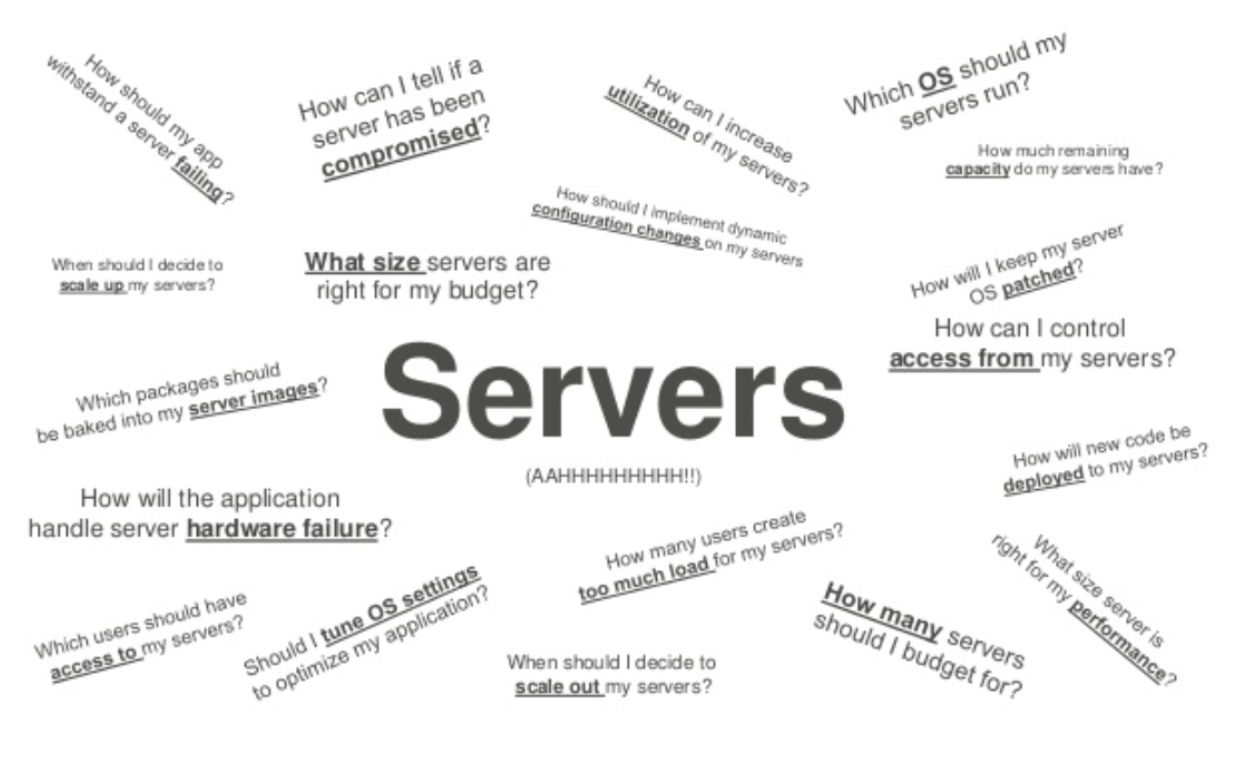 How should my app
withstand a server failing?
How can I tell if a
server has been
compromised?
How can I increase
utilization of my servers?
Which OS should my
servers run?
How much remaining
capacity do my servers have?
How should I implement dynamic
configuration changes on my servers
When should I decide to
scale up my servers?
What size servers are
right for my budget?
How will I keep my server
OS patched?
How can I control
access from my servers?
Which packages should
be baked into my server images?
Servers
(AAHHHHHHHHHH!!)
How will new code be
deployed to my servers?
How will the application
handle server hardware failure?
How many users create
too much load for my servers?
What size server is
right for my performance?
Which users should have
access to my servers?
Should I tune OS settings
to optimize my application?
When should I decide to
scale out my servers?
How many servers
should I budget for?